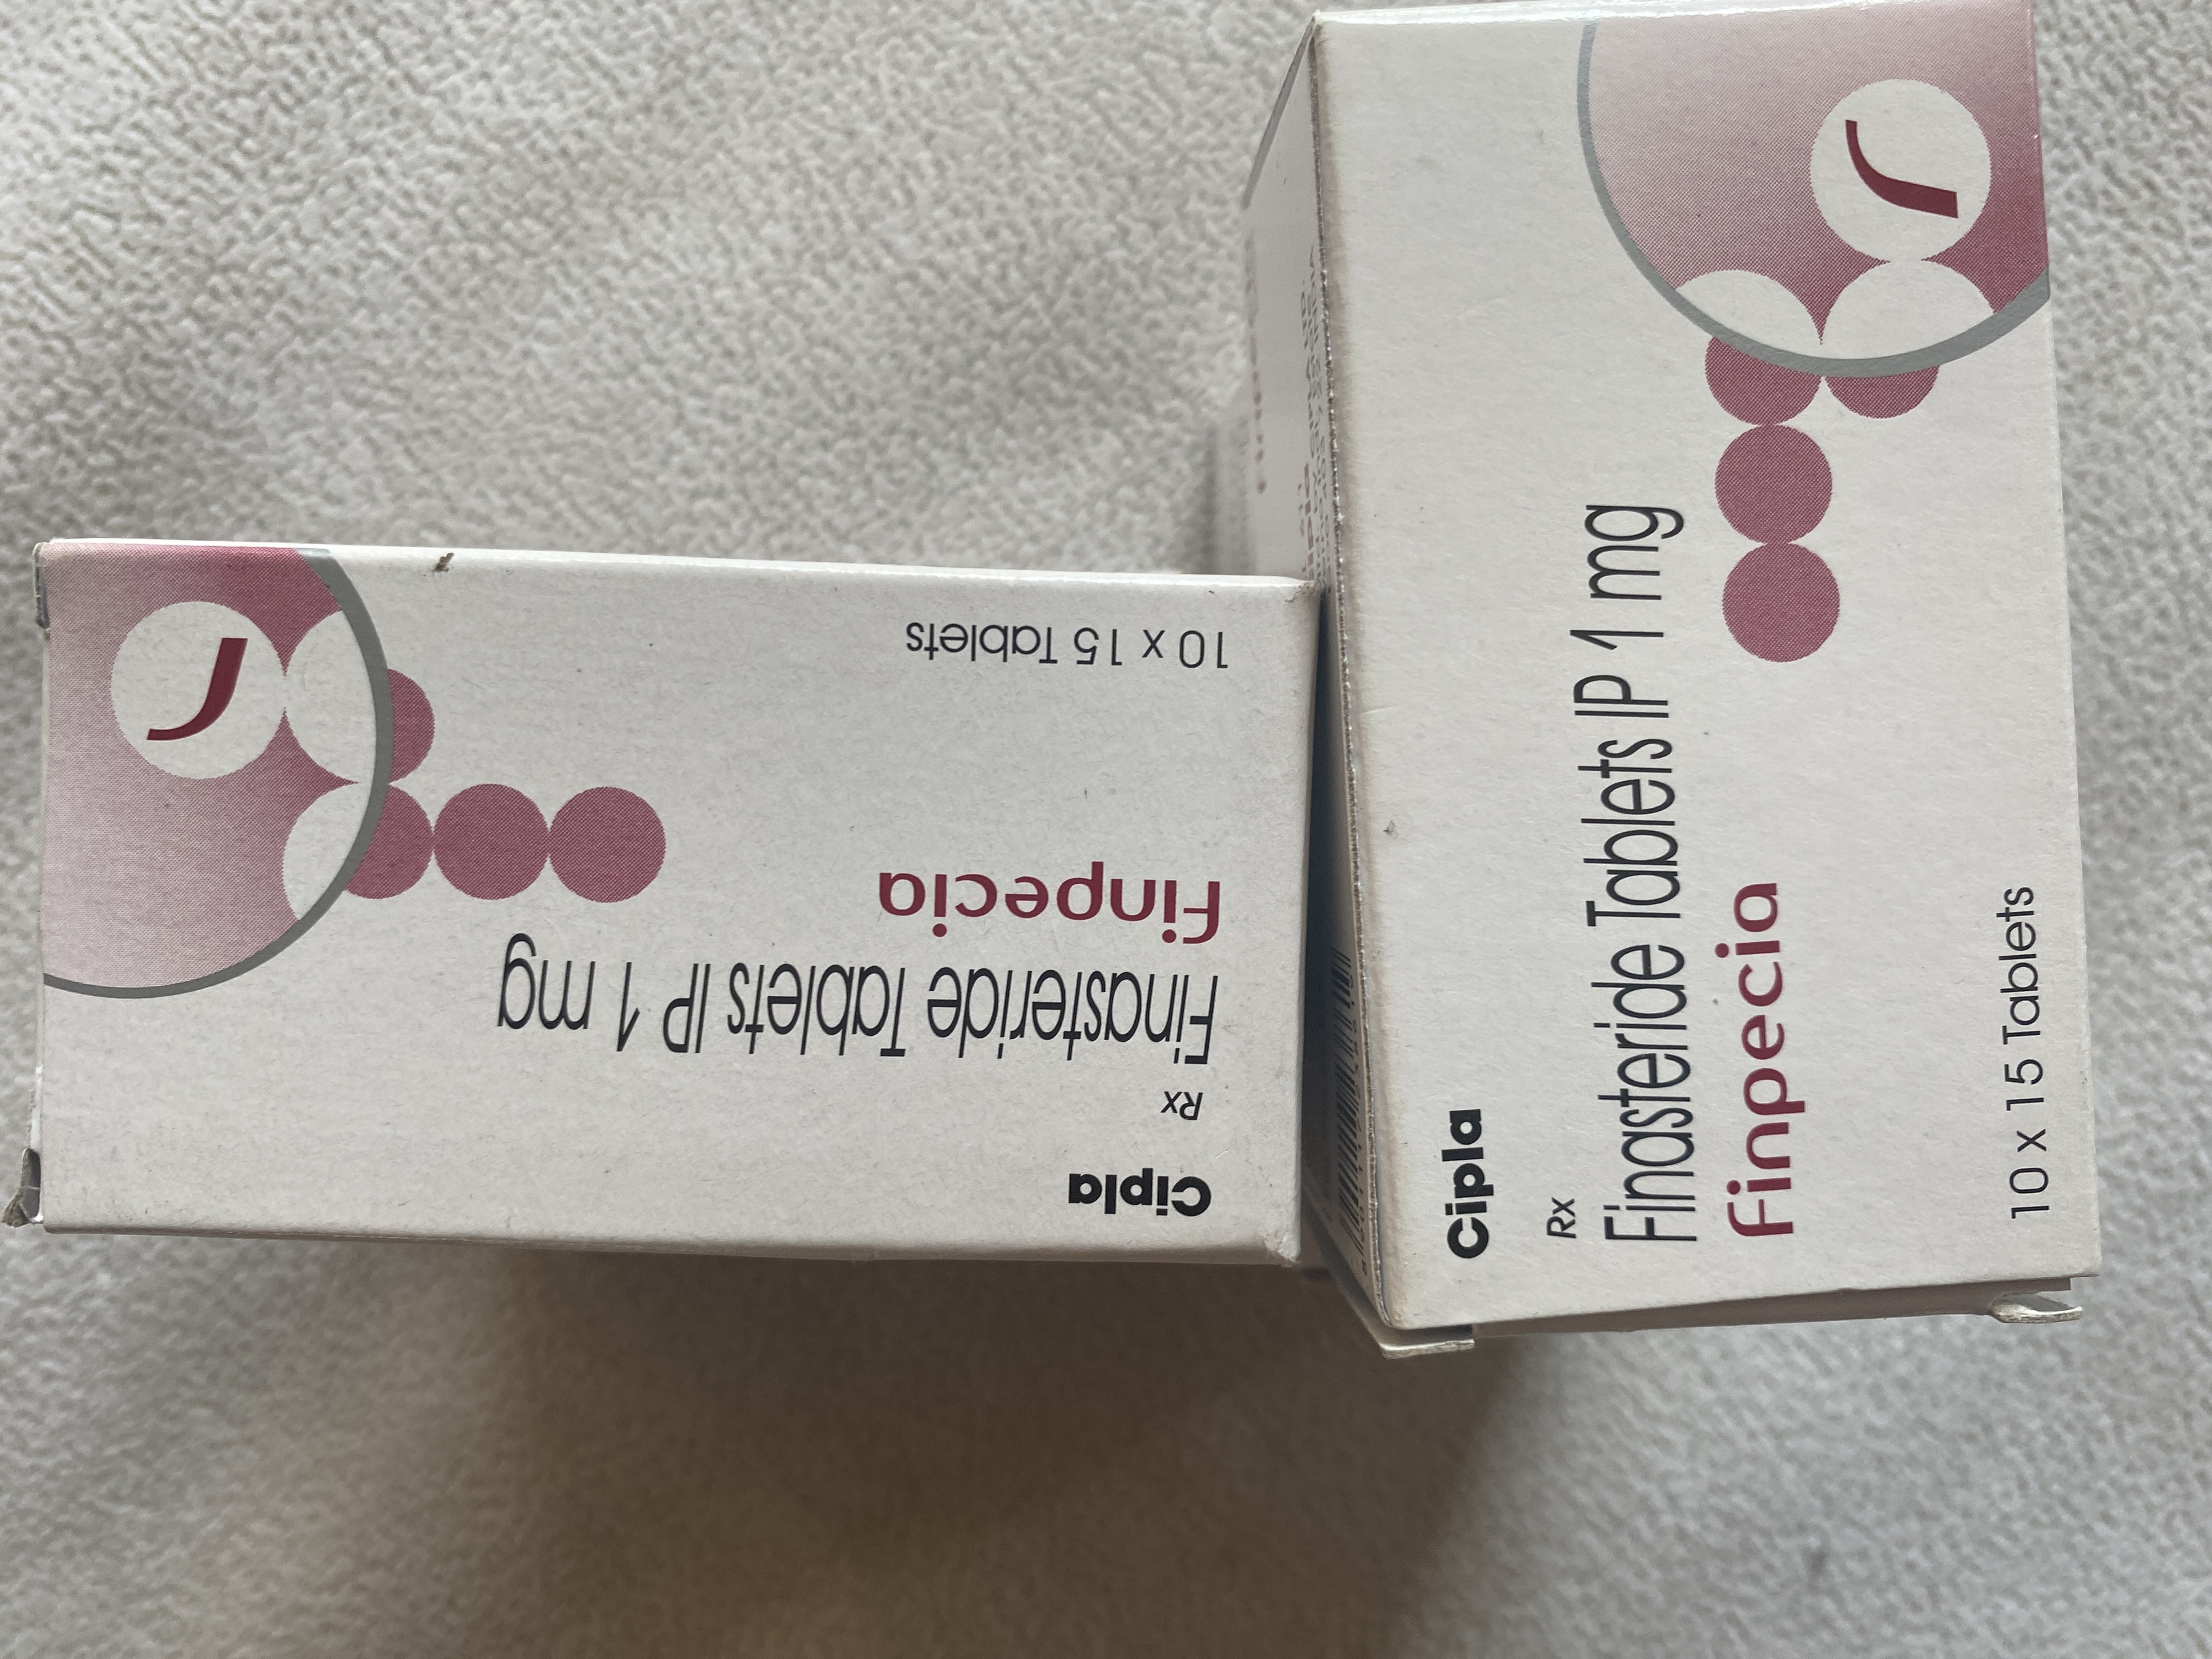 Cipla
Rx
Finasteride Tablets IP 1 mg
Finpecia
10 x 15 Tablets
Cipla
Rx
Finasteride Tablets IP 1 mg
Finpecia
10 x 15 Tablets